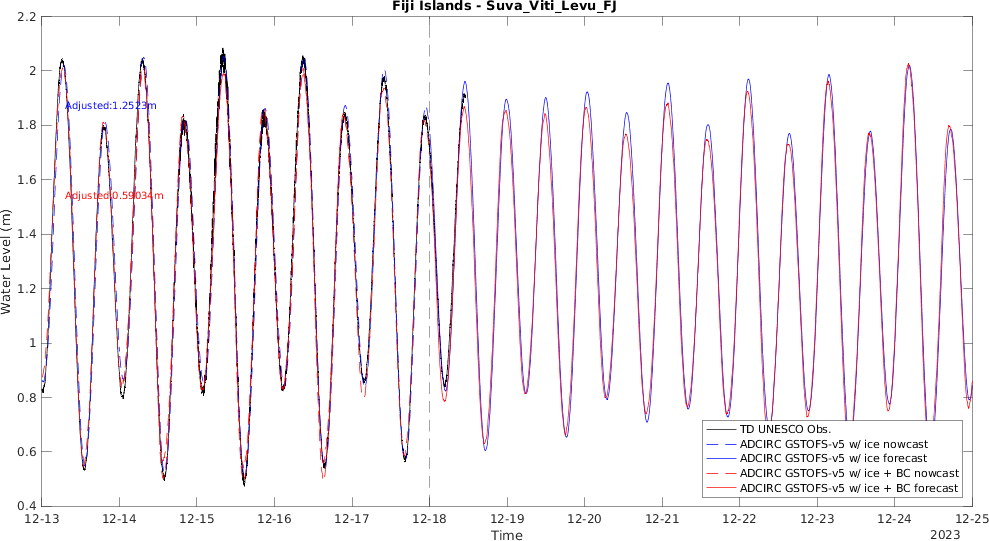 Fiji Islands - Suva_Viti_Levu_FJ
2.2
2
1.8
1.6
1.4
1.2
1
0.8
0.6
0.4
Water Level (m)
Adjusted:1.2523m
Adjusted:0.59034m
TD UNESCO Obs.
ADCIRC GSTOFS-v5 w/ ice nowcast
ADCIRC GSTOFS-v5 w/ ice forecast
ADCIRC GSTOFS-v5 w/ ice + BC nowcast
ADCIRC GSTOFS-v5 w/ ice + BC forecast
12-13 12-14 12-15 12-16 12-17 12-18 12-19 12-20 12-21 12-22 12-23 12-24 12-25
Time
2023